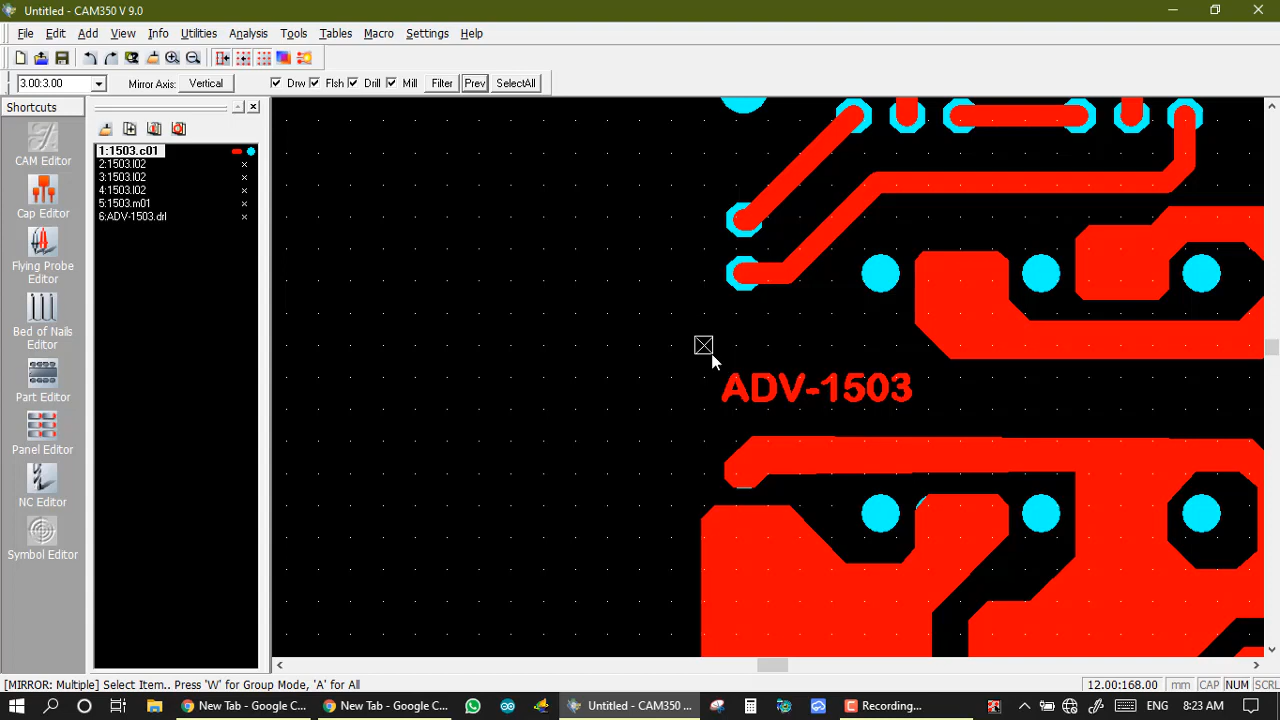 Untitled - CAM350 V 9.0
File Edit Add View Info Utilities Analysis Tools Tables Macro Settings Help
3.00:3.00 Mirror Axis: Vertical Drw Flsh Drill Mill Filter Prev SelectAll
Shortcuts
CAM Editor
Cap Editor
Flying Probe Editor
Bed of Nails Editor
Part Editor
Panel Editor
NC Editor
Symbol Editor
1:1503.c01
2:1503.l02
3:1503.l02
4:1503.l02
5:1503.m01
6:ADV-1503.drl
ADV-1503
[MIRROR: Multiple] Select Item.. Press 'W' for Group Mode, 'A' for All
12.00:168.00 mm CAP NUM SCRL
New Tab - Google C... New Tab - Google C... Untitled - CAM350 ... Recording... ENG 8:23 AM